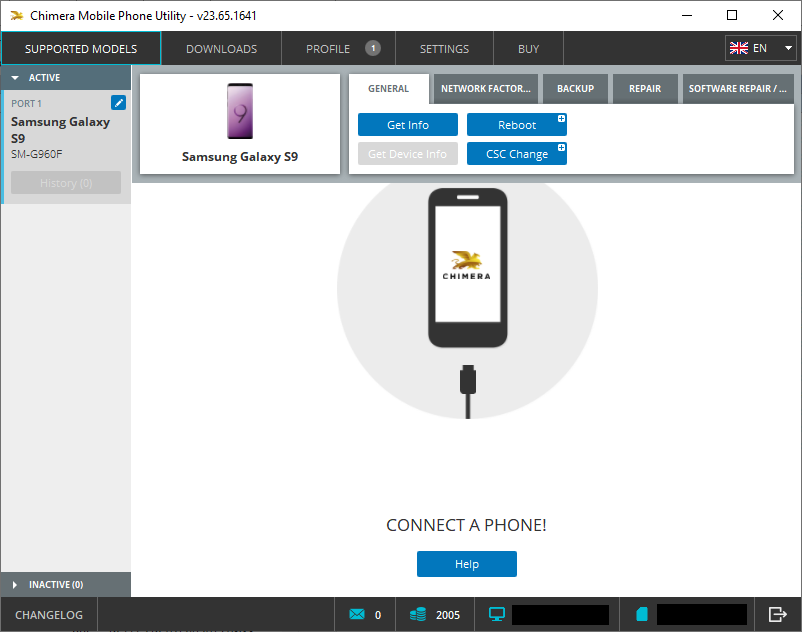 Chimera Mobile Phone Utility - v23.65.1641
SUPPORTED MODELS
DOWNLOADS
PROFILE 1
SETTINGS
BUY
EN
ACTIVE
PORT 1
Samsung Galaxy
S9
SM-G960F
History (0)
9
Samsung Galaxy S9
GENERAL
NETWORK FACTOR...
BACKUP
REPAIR
SOFTWARE REPAIR / ...
Get Info
Reboot
Get Device Info
CSC Change
CHIMERA
CONNECT A PHONE!
Help
INACTIVE (0)
CHANGELOG
0
2005